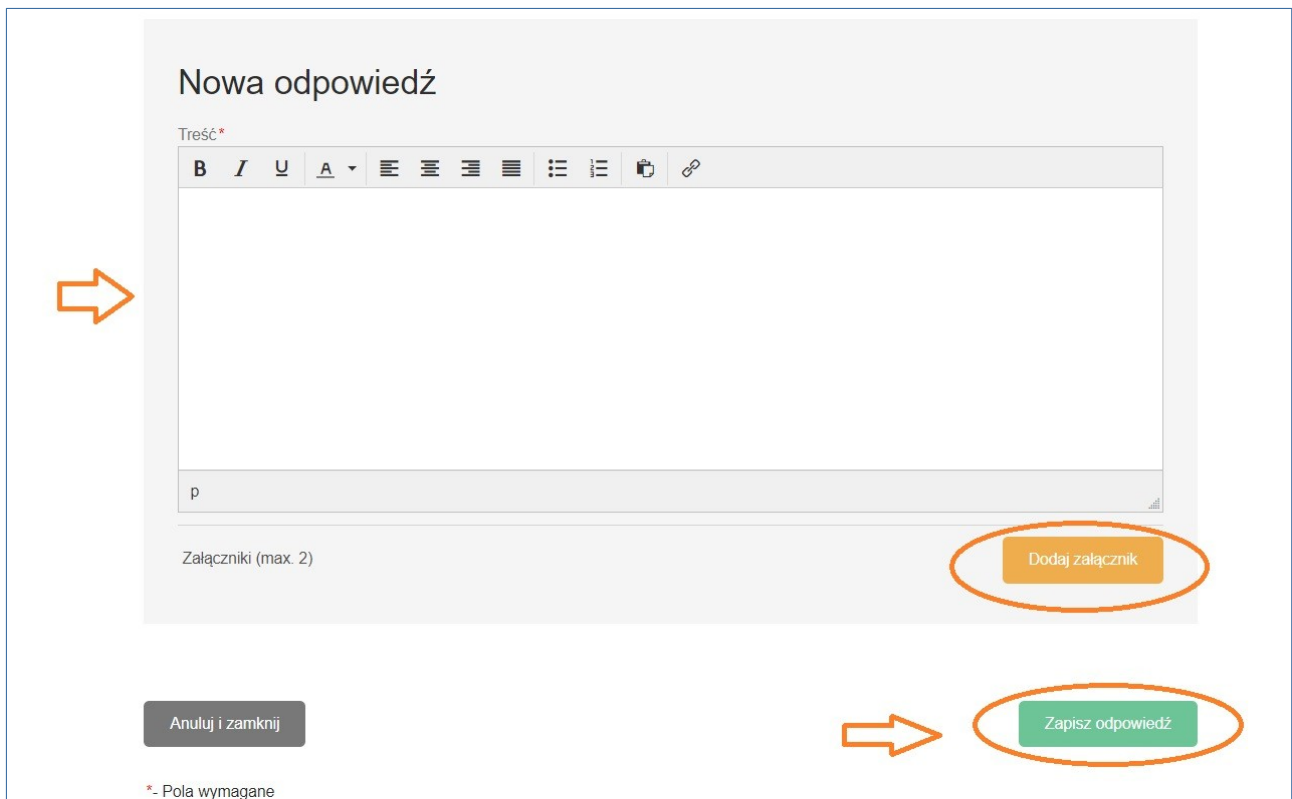 Nowa odpowiedź
Treść*
B I U A
p
Załączniki (max. 2)
Dodaj załącznik
Anuluj i zamknij
Zapisz odpowiedź
*- Pola wymagane